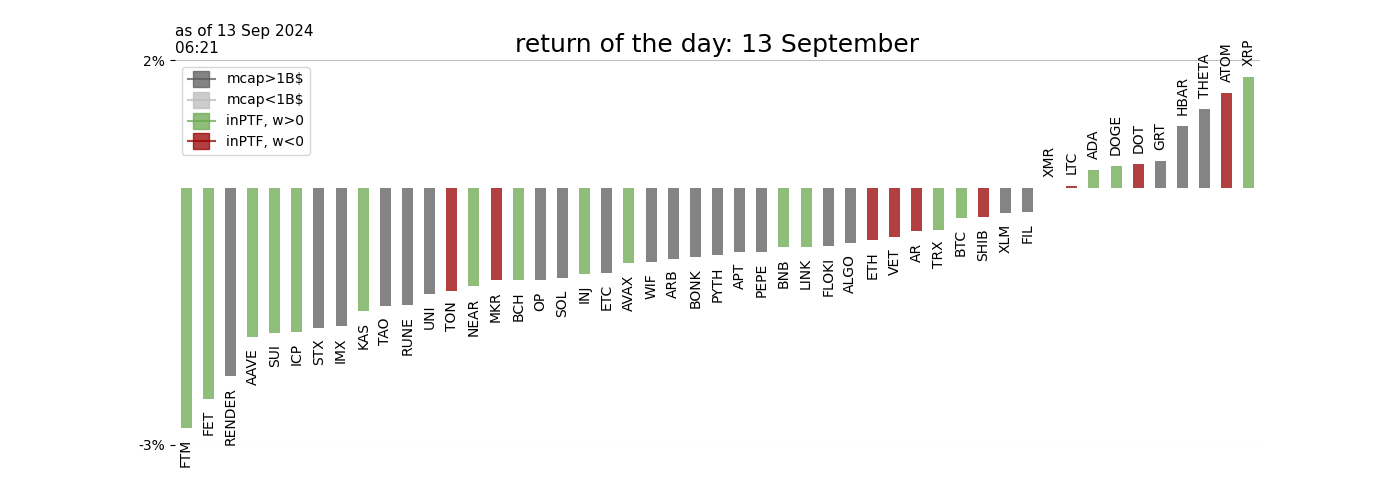 as of 13 Sep 2024
06:21
return of the day: 13 September
2%
mcap>1B$
mcap<1B$
inPTF, w>0
inPTF, w<0
-3%
FTM
FET
RENDER
AAVE
SUI
ICP
STX
IMX
KAS
TAO
RUNE
UNI
TON
NEAR
MKR
BCH
OP
SOL
INJ
ETC
AVAX
WIF
ARB
BONK
PYTH
APT
PEPE
BNB
LINK
FLOKI
ALGO
ETH
VET
AR
TRX
BTC
SHIB
XLM
FIL
XMR
LTC
ADA
DOGE
DOT
GRT
HBAR
THETA
ATOM
XRP